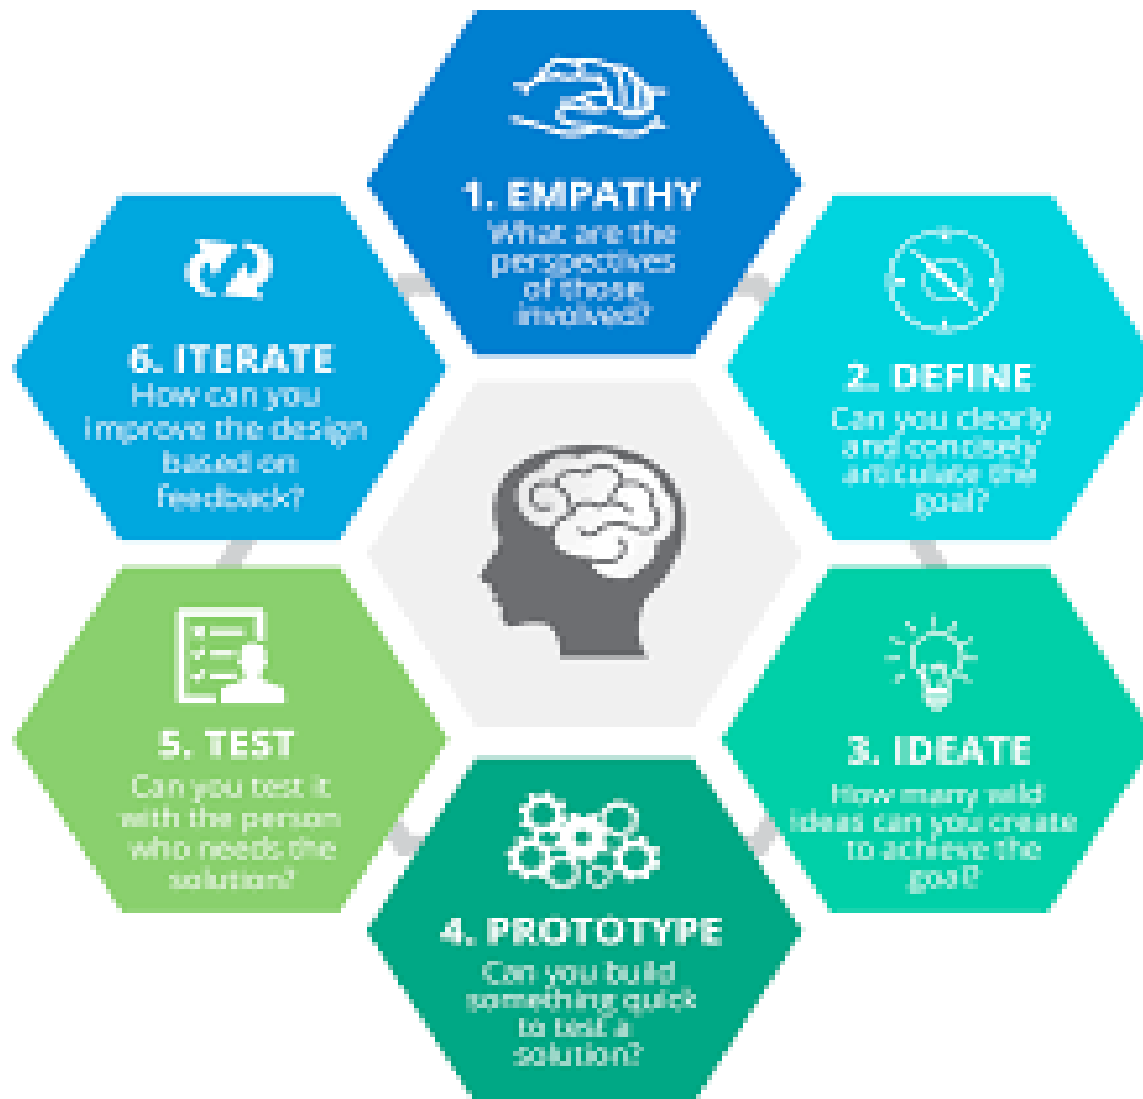 1. EMPATHY
What are the
perspectives
of those
involved?
2. DEFINE
Can you clearly
and concisely
articulate the
goal?
3. IDEATE
How many wild
ideas can you create
to achieve the
goal?
4. PROTOTYPE
Can you build
something quick
to test a
solution?
5. TEST
Can you test it
with the person
who needs the
solution?
6. ITERATE
How can you
improve the design
based on
feedback?